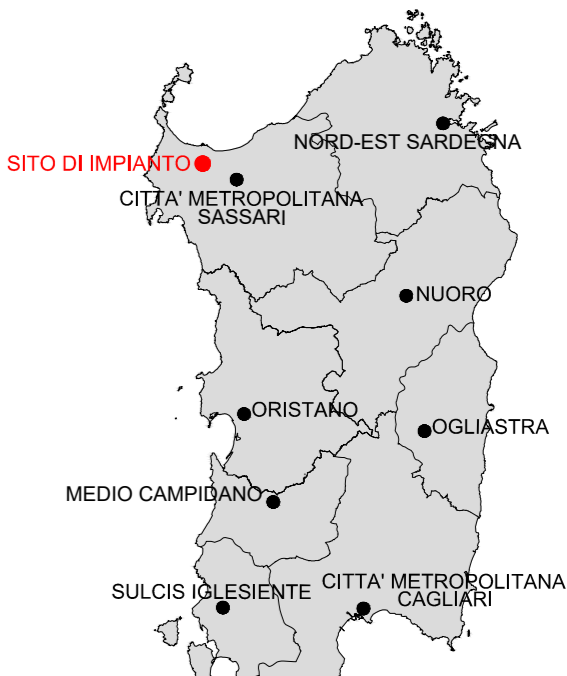 NORD-EST SARDEGNA
SITO DI IMPIANTO
CITTA' METROPOLITANA
SASSARI
NUORO
ORISTANO
OGLIASTRA
MEDIO CAMPIDANO
SULCIS IGLESIENTE
CITTA' METROPOLITANA
CAGLIARI